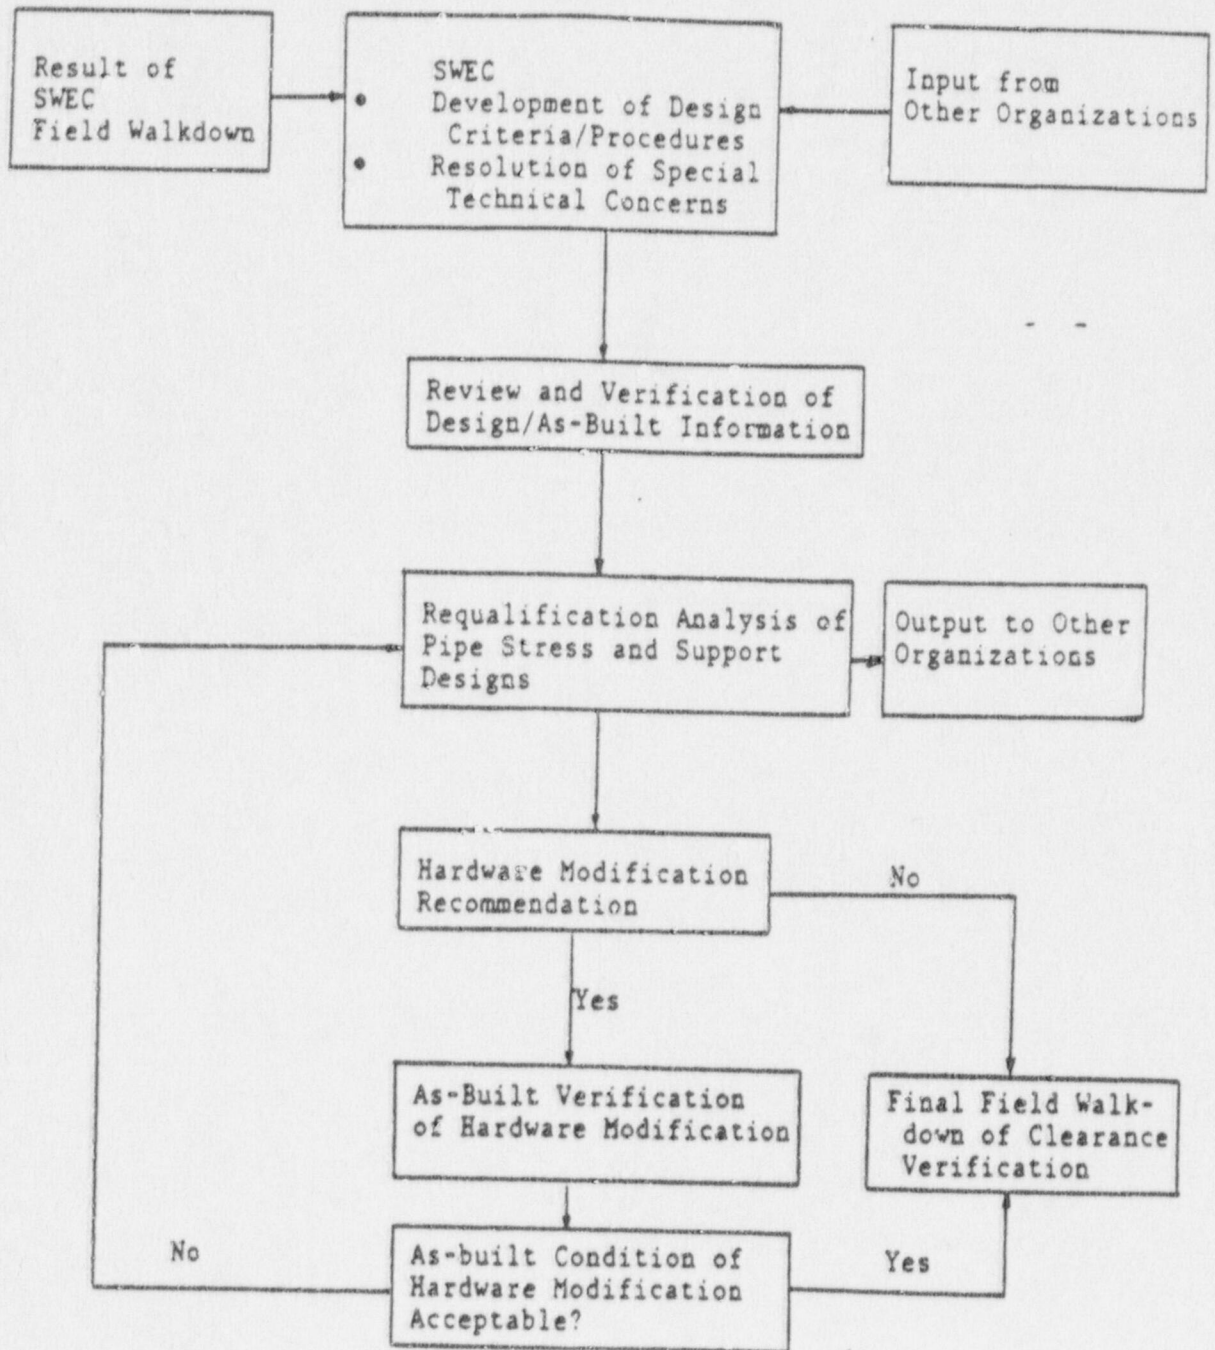 Result of
SWEC
Field Walkdown
SWEC
• Development of Design
Criteria/Procedures
• Resolution of Special
Technical Concerns
Input from
Other Organizations
Review and Verification of
Design/As-Built Information
Requalification Analysis of
Pipe Stress and Support
Designs
Output to Other
Organizations
Hardware Modification
Recommendation
No
Yes
As-Built Verification
of Hardware Modification
Final Field Walk-
down of Clearance
Verification
No
As-built Condition of
Hardware Modification
Acceptable?
Yes